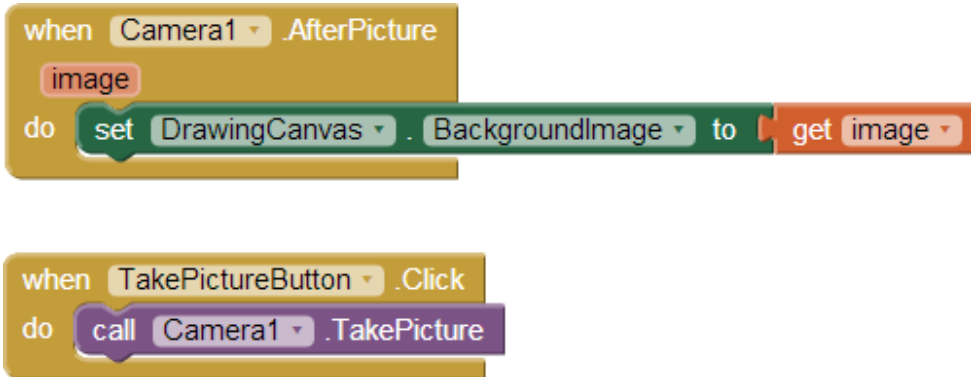 when Camera1 .AfterPicture
image
do set DrawingCanvas . BackgroundImage to get image
when TakePictureButton .Click
do call Camera1 .TakePicture